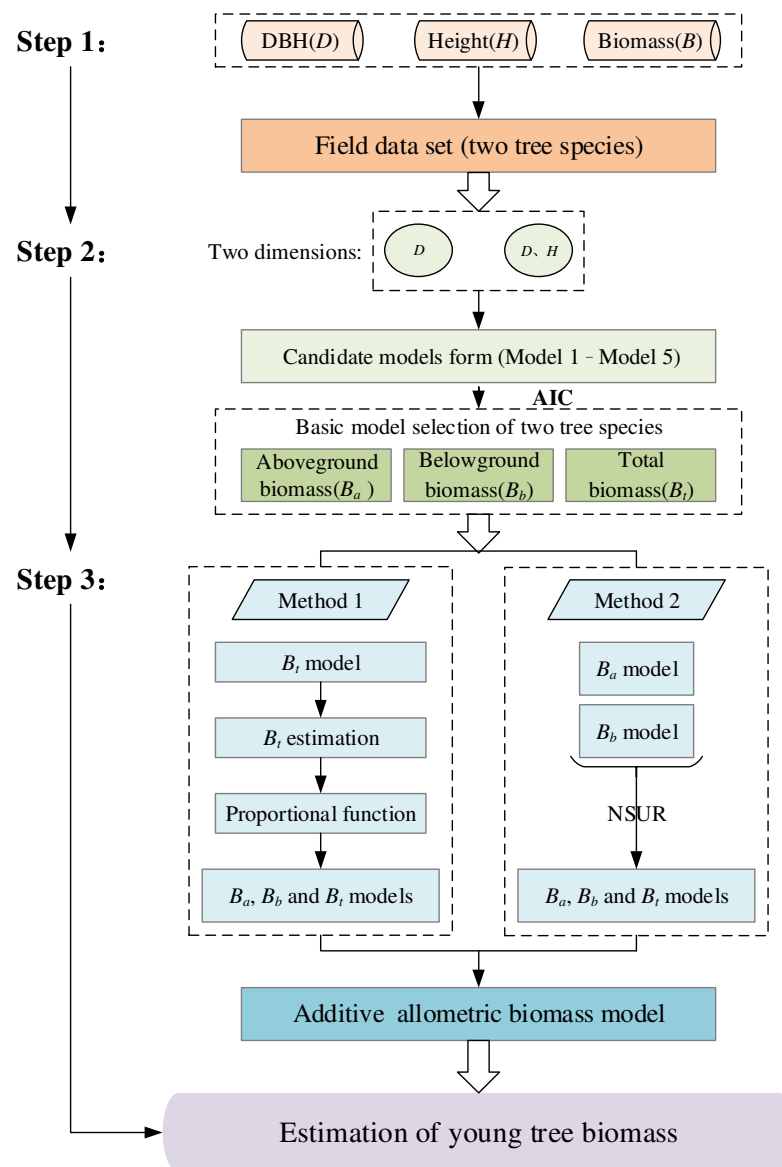 Step 1：
DBH(D)
Height(H)
Biomass(B)
Field data set (two tree species)
Step 2：
Two dimensions:
D
D、H
Candidate models form (Model 1 - Model 5)
AIC
Basic model selection of two tree species
Aboveground
biomass(Ba )
Belowground
biomass(Bb)
Total
biomass(Bt)
Step 3：
Method 1
Bt model
Bt estimation
Proportional function
Ba, Bb and Bt models
Method 2
Ba model
Bb model
NSUR
Ba, Bb and Bt models
Additive allometric biomass model
Estimation of young tree biomass